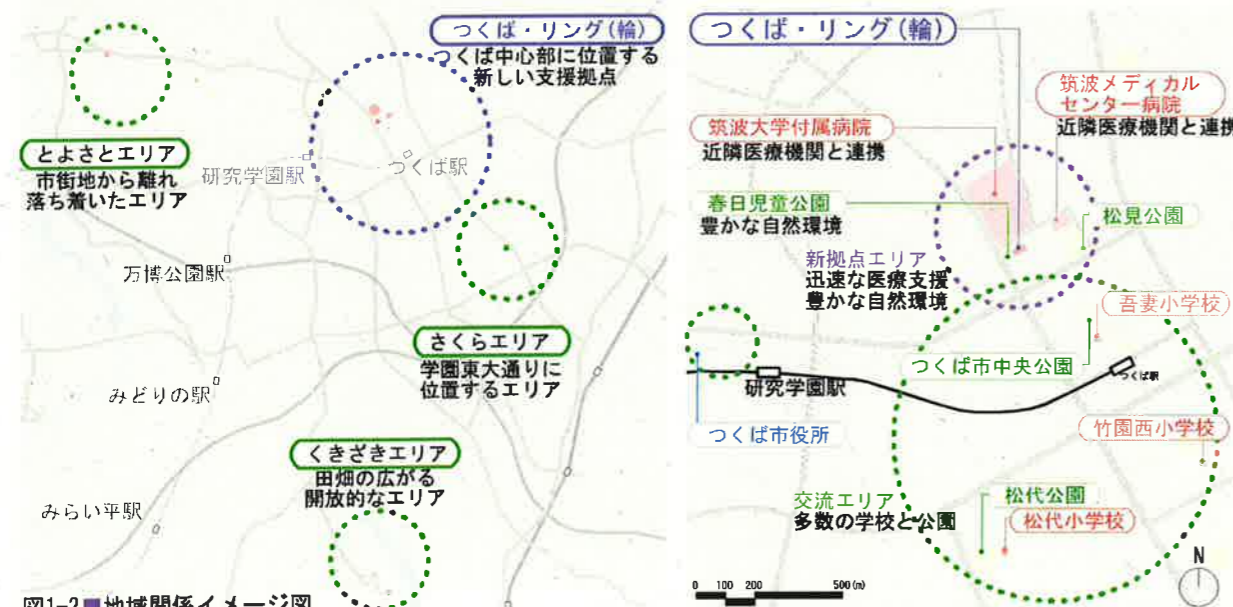 つくば・リング(輪)
つくば中心部に位置する
新しい支援拠点
とよさとエリア
市街地から離れ
落ち着いたエリア
研究学園駅
つくば駅
万博公園駅
さくらエリア
学園東大通りに
位置するエリア
みどりの駅
くきざきエリア
田畑の広がる
開放的なエリア
みらい平駅
図1-2■地域関係イメージ図
つくば・リング(輪)
筑波メディカル
センター病院
近隣医療機関と連携
筑波大学付属病院
近隣医療機関と連携
春日児童公園
豊かな自然環境
松見公園
新拠点エリア
迅速な医療支援
豊かな自然環境
吾妻小学校
つくば市中央公園
つくば駅
研究学園駅
つくば市役所
竹園西小学校
交流エリア
多数の学校と公園
松代公園
松代小学校
0 100 200 500(m)
N